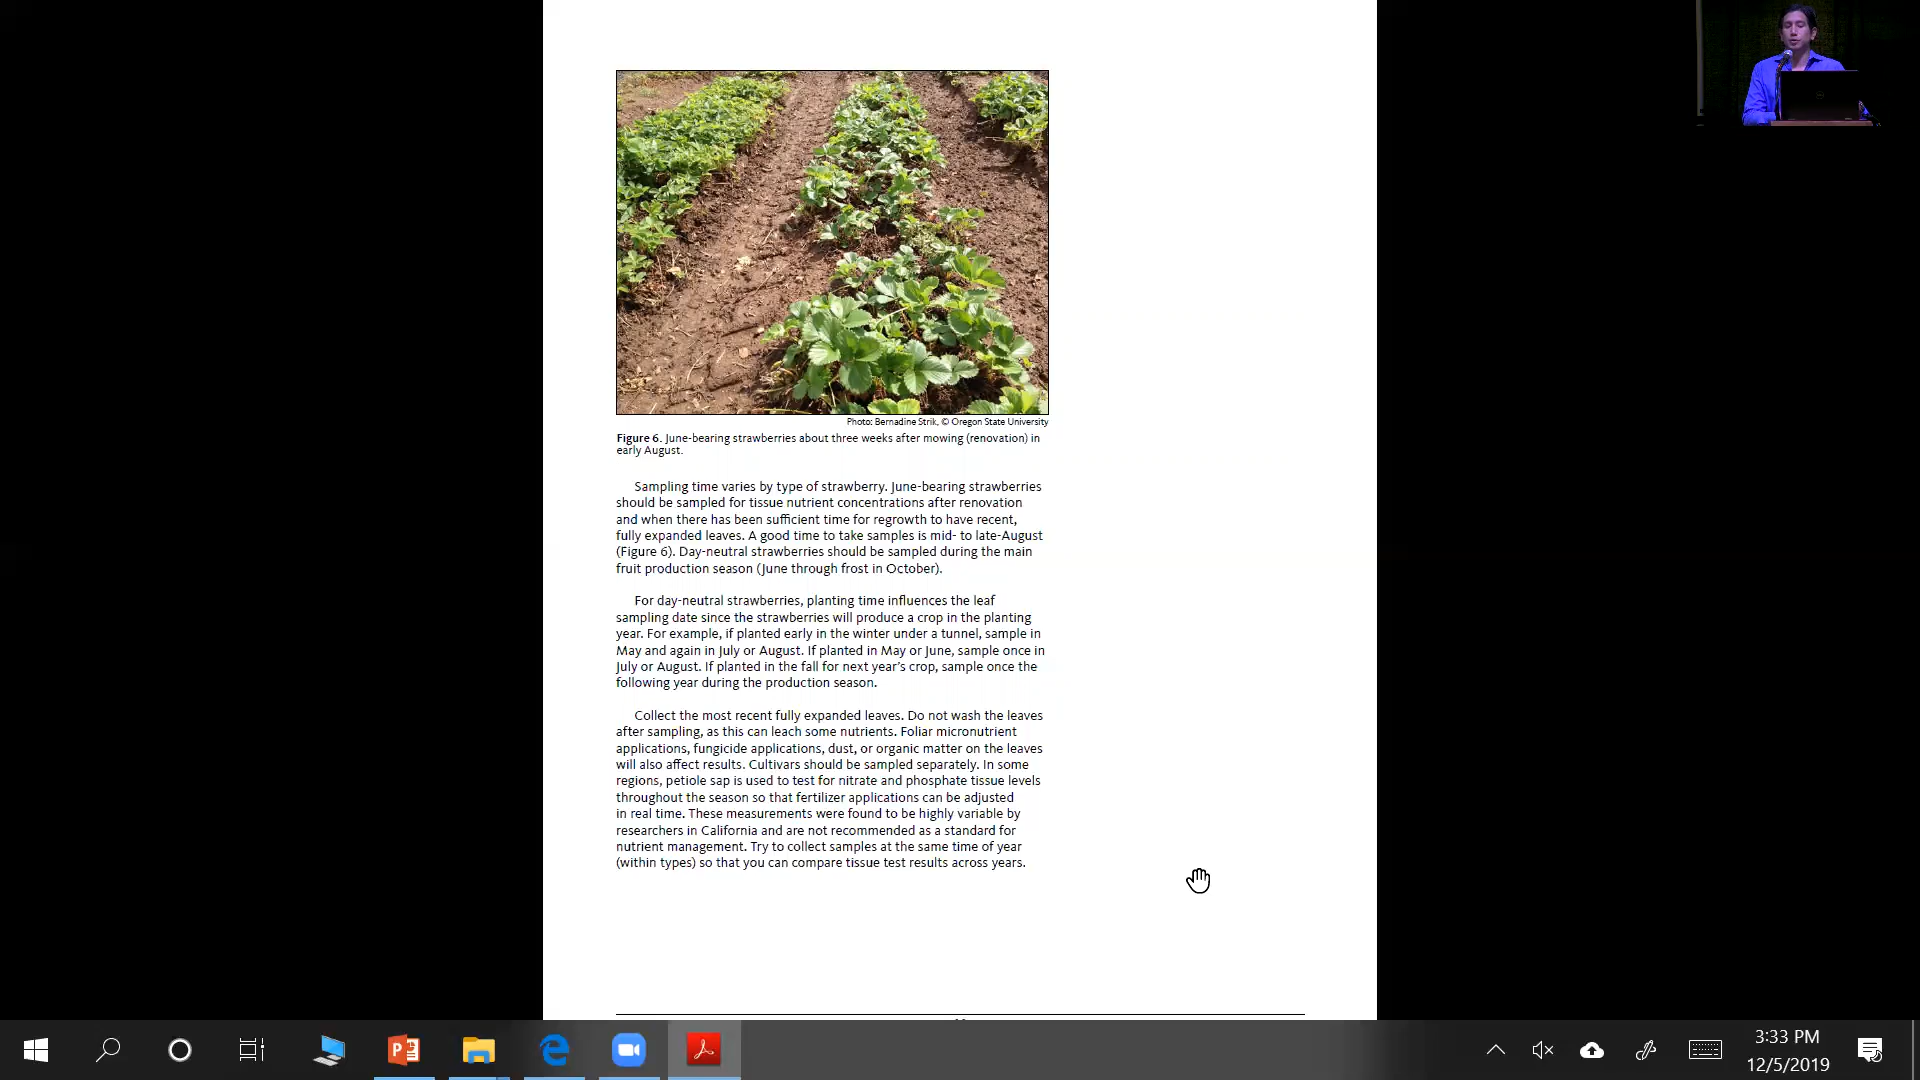 Photo: Bernadine Strik, © Oregon State University
Figure 6. June-bearing strawberries about three weeks after mowing (renovation) in
early August.
Sampling time varies by type of strawberry. June-bearing strawberries
should be sampled for tissue nutrient concentrations after renovation
and when there has been sufficient time for regrowth to have recent,
fully expanded leaves. A good time to take samples is mid- to late-August
(Figure 6). Day-neutral strawberries should be sampled during the main
fruit production season (June through frost in October).
For day-neutral strawberries, planting time influences the leaf
sampling date since the strawberries will produce a crop in the planting
year. For example, if planted early in the winter under a tunnel, sample in
May and again in July or August. If planted in May or June, sample once in
July or August. If planted in the fall for next year's crop, sample once the
following year during the production season.
Collect the most recent fully expanded leaves. Do not wash the leaves
after sampling, as this can leach some nutrients. Foliar micronutrient
applications, fungicide applications, dust, or organic matter on the leaves
will also affect results. Cultivars should be sampled separately. In some
regions, petiole sap is used to test for nitrate and phosphate tissue levels
throughout the season so that fertilizer applications can be adjusted
in real time. These measurements were found to be highly variable by
researchers in California and are not recommended as a standard for
nutrient management. Try to collect samples at the same time of year
(within types) so that you can compare tissue test results across years.
3:33 PM
12/5/2019